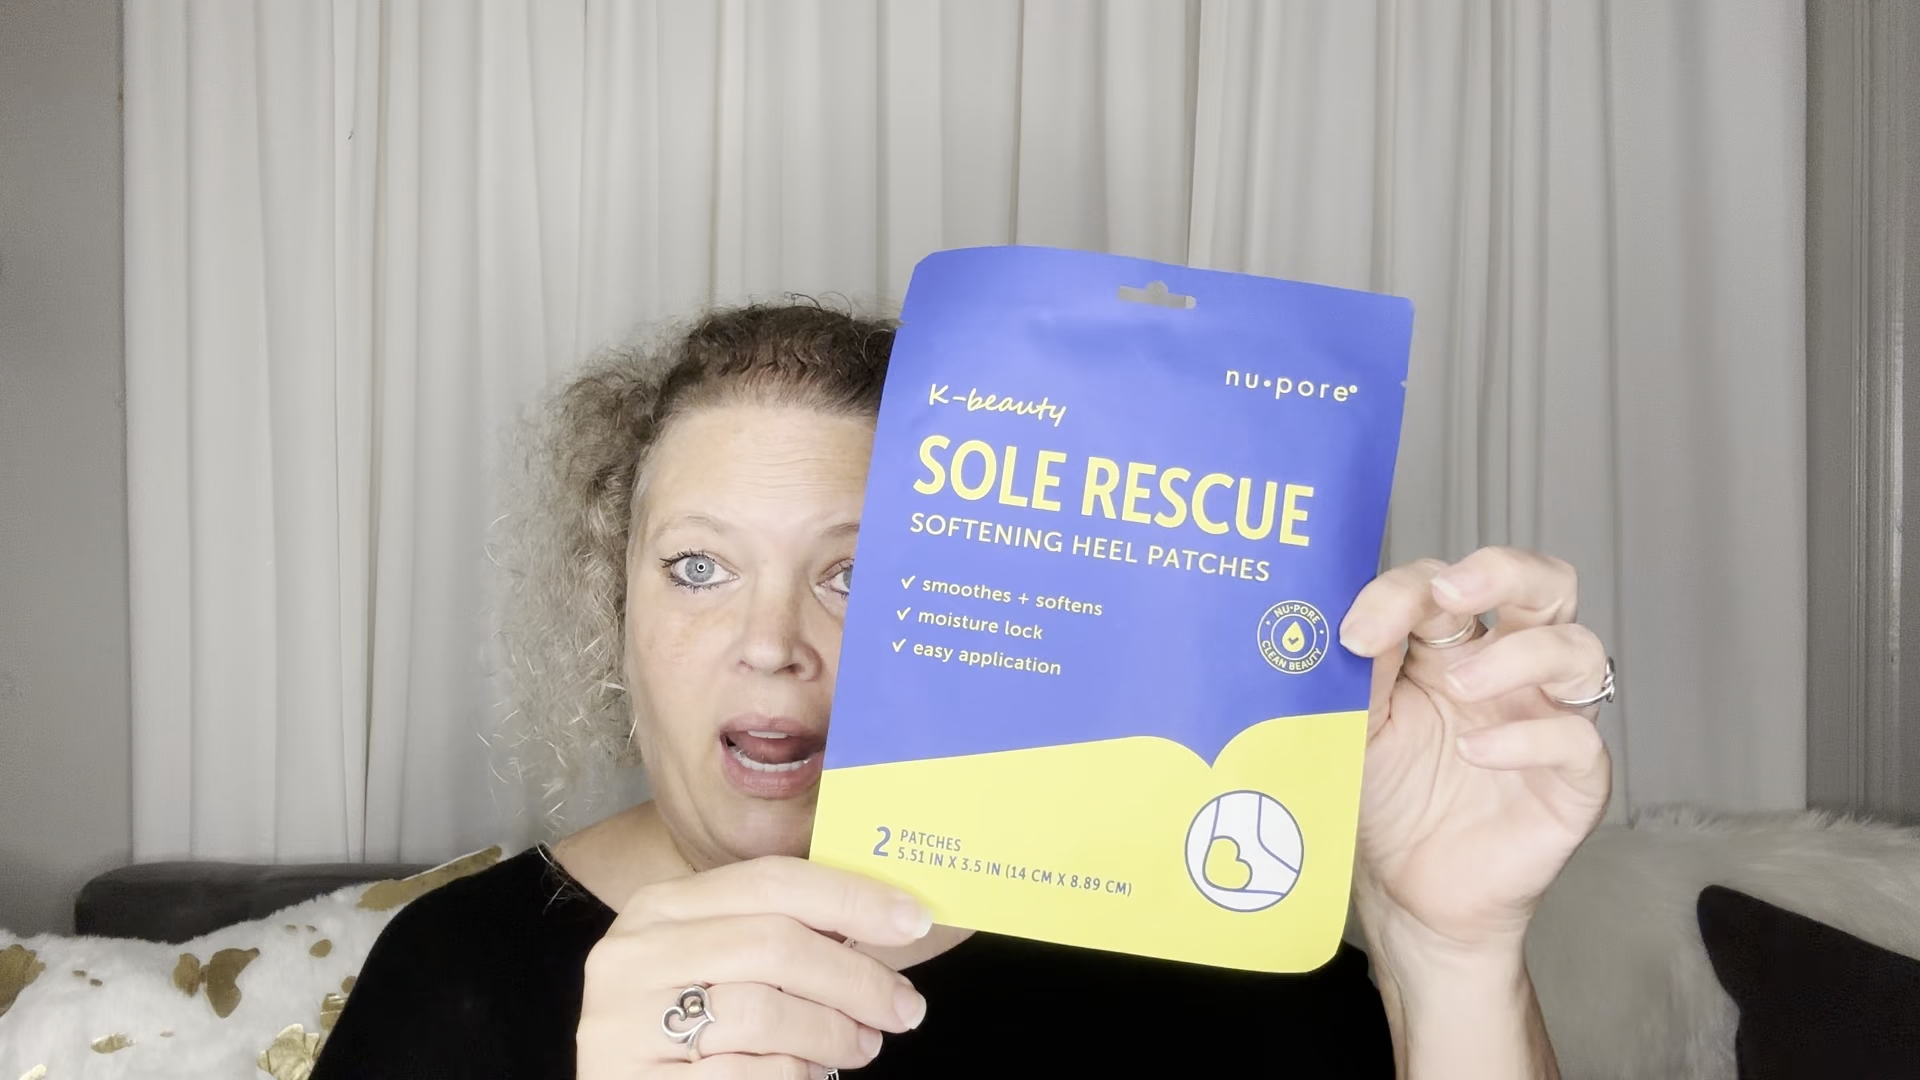 nu•pore®
K-beauty
SOLE RESCUE
SOFTENING HEEL PATCHES
✓ smoothes + softens
✓ moisture lock
✓ easy application
NU•PORE
CLEAN BEAUTY
2 PATCHES
5.51 IN X 3.5 IN (14 CM X 8.89 CM)